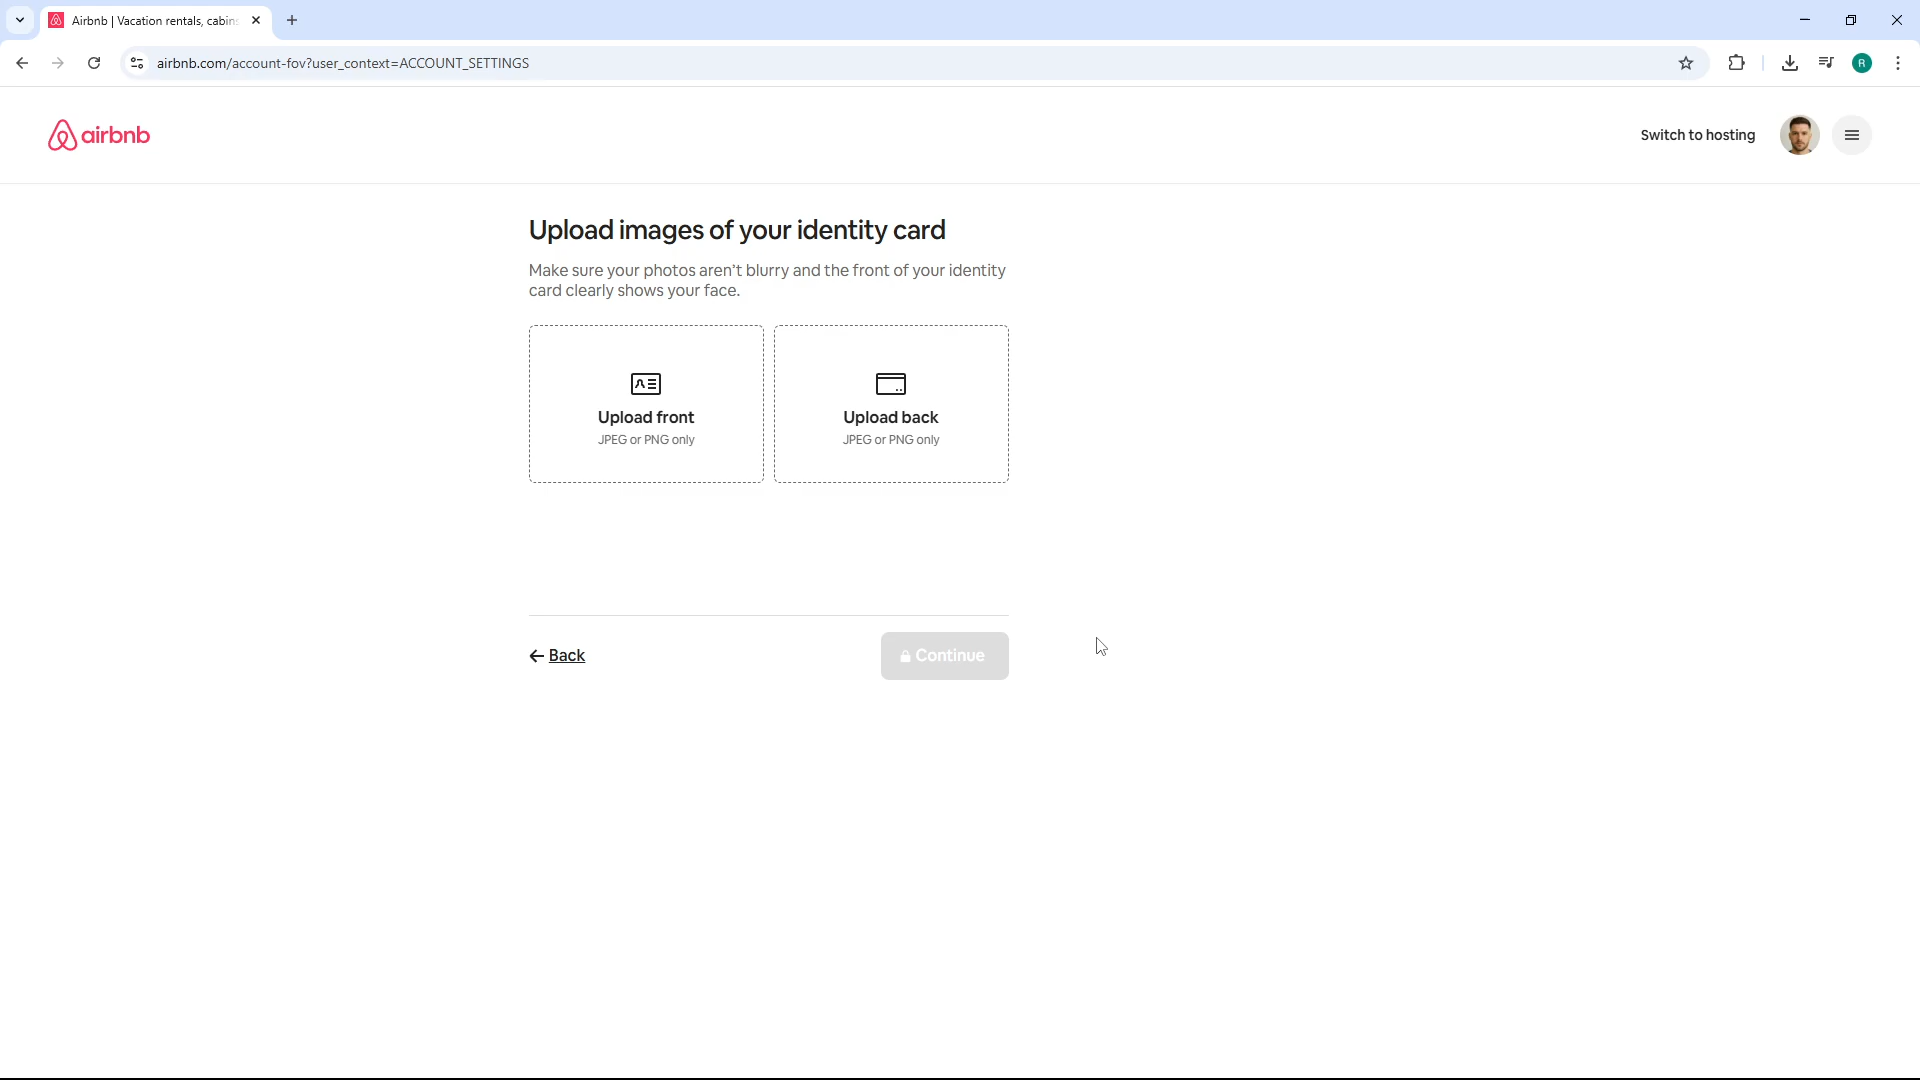 Airbnb | Vacation rentals, cabins
airbnb.com/account-fov?user_context=ACCOUNT_SETTINGS
R
airbnb
Switch to hosting
Upload images of your identity card
Make sure your photos aren’t blurry and the front of your identity
card clearly shows your face.
Upload front
JPEG or PNG only
Upload back
JPEG or PNG only
Back
Continue